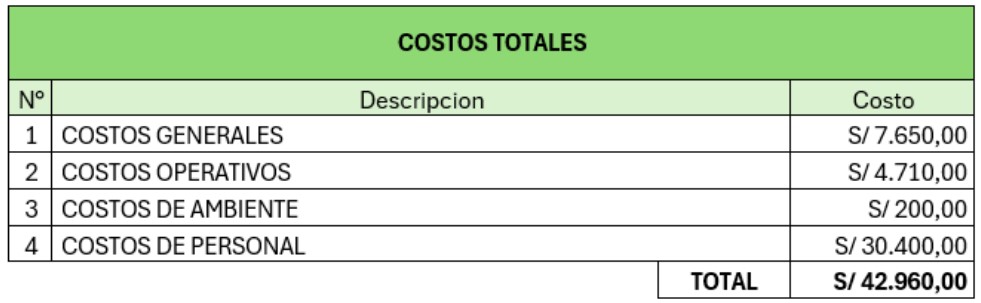 COSTOS TOTALES
N° Descripcion Costo
1 COSTOS GENERALES S/ 7.650,00
2 COSTOS OPERATIVOS S/ 4.710,00
3 COSTOS DE AMBIENTE S/ 200,00
4 COSTOS DE PERSONAL S/ 30.400,00
TOTAL S/ 42.960,00